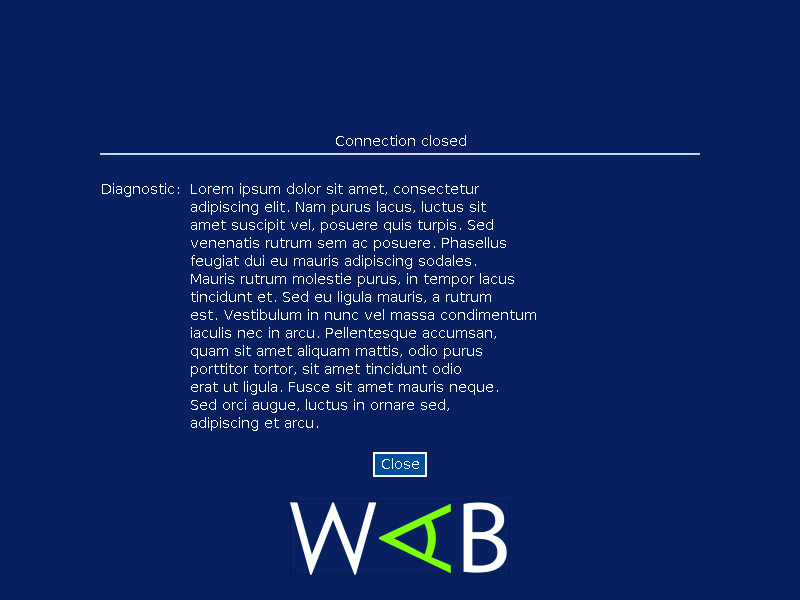 Connection closed
Diagnostic: Lorem ipsum dolor sit amet, consectetur
adipiscing elit. Nam purus lacus, luctus sit
amet suscipit vel, posuere quis turpis. Sed
venenatis rutrum sem ac posuere. Phasellus
feugiat dui eu mauris adipiscing sodales.
Mauris rutrum molestie purus, in tempor lacus
tincidunt et. Sed eu ligula mauris, a rutrum
est. Vestibulum in nunc vel massa condimentum
iaculis nec in arcu. Pellentesque accumsan,
quam sit amet aliquam mattis, odio purus
porttitor tortor, sit amet tincidunt odio
erat ut ligula. Fusce sit amet mauris neque.
Sed orci augue, luctus in ornare sed,
adipiscing et arcu.
Close
WAB